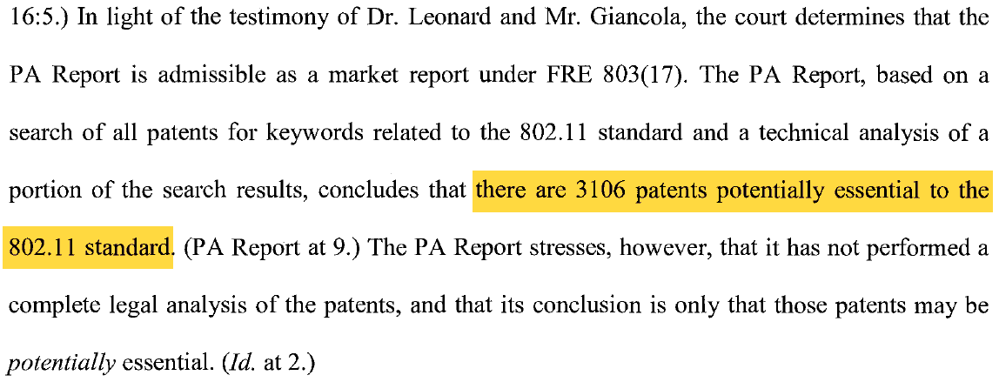 16:5.) In light of the testimony of Dr. Leonard and Mr. Giancola, the court determines that the
PA Report is admissible as a market report under FRE 803(17). The PA Report, based on a
search of all patents for keywords related to the 802.11 standard and a technical analysis of a
portion of the search results, concludes that there are 3106 patents potentially essential to the
802.11 standard. (PA Report at 9.) The PA Report stresses, however, that it has not performed a
complete legal analysis of the patents, and that its conclusion is only that those patents may be
potentially essential. (Id. at 2.)